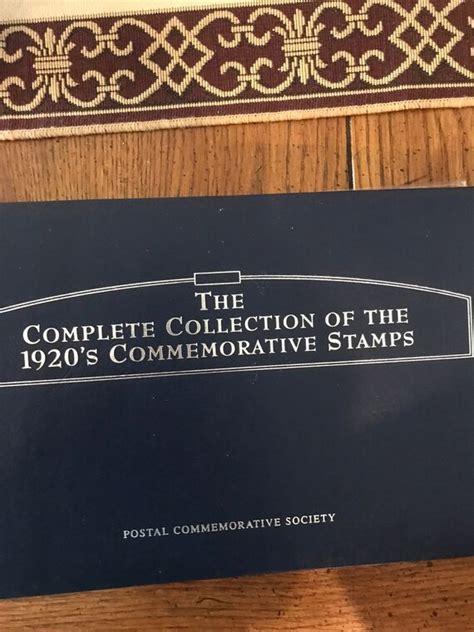 THE
COMPLETE COLLECTION OF THE
1920'S COMMEMORATIVE STAMPS
POSTAL COMMEMORATIVE SOCIETY